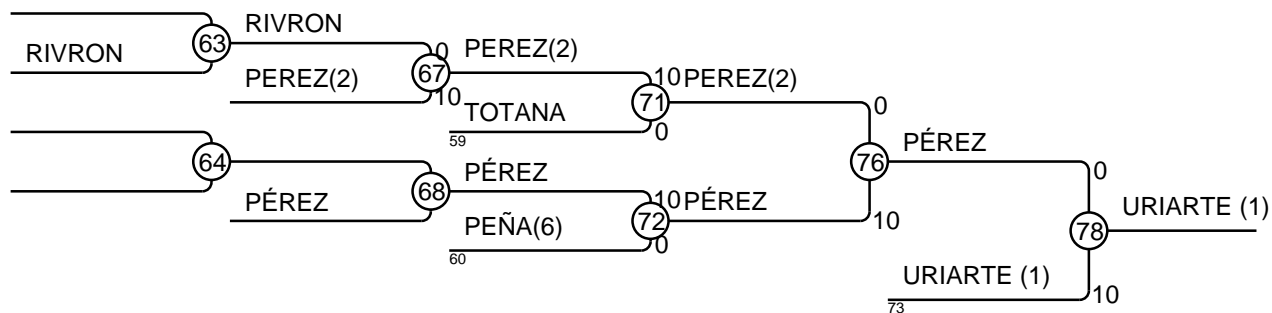 RIVRON
63
RIVRON
0
PEREZ(2)
67
PEREZ(2)
10
10
PEREZ(2)
71
TOTANA
0
59
0
64
PÉREZ
76
PÉREZ
68
PÉREZ
0
10
PÉREZ
72
PEÑA(6)
0
10
60
URIARTE (1)
78
URIARTE (1)
10
73